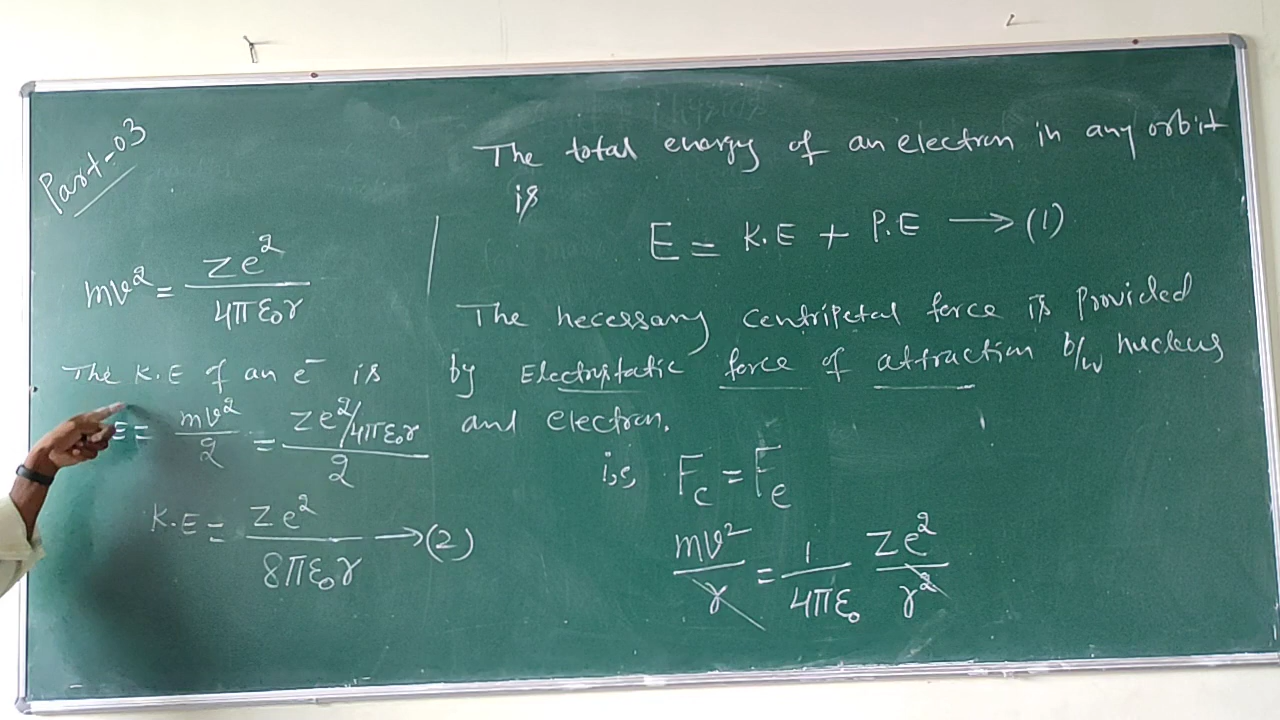 Part-03
The total energy of an electron in any orbit
is
E = K.E + P.E → (1)
The necessary centripetal force is provided
by Electrostatic force of attraction b/w nucleus
and electron.
i.e, F_c = F_e
mv²/r = 1/4πε₀ Ze²/r²
mv² = Ze²/4πε₀r
The K.E of an e⁻ is
E = mv²/2 = Ze²/4πε₀r/2
K.E = Ze²/8πε₀r → (2)